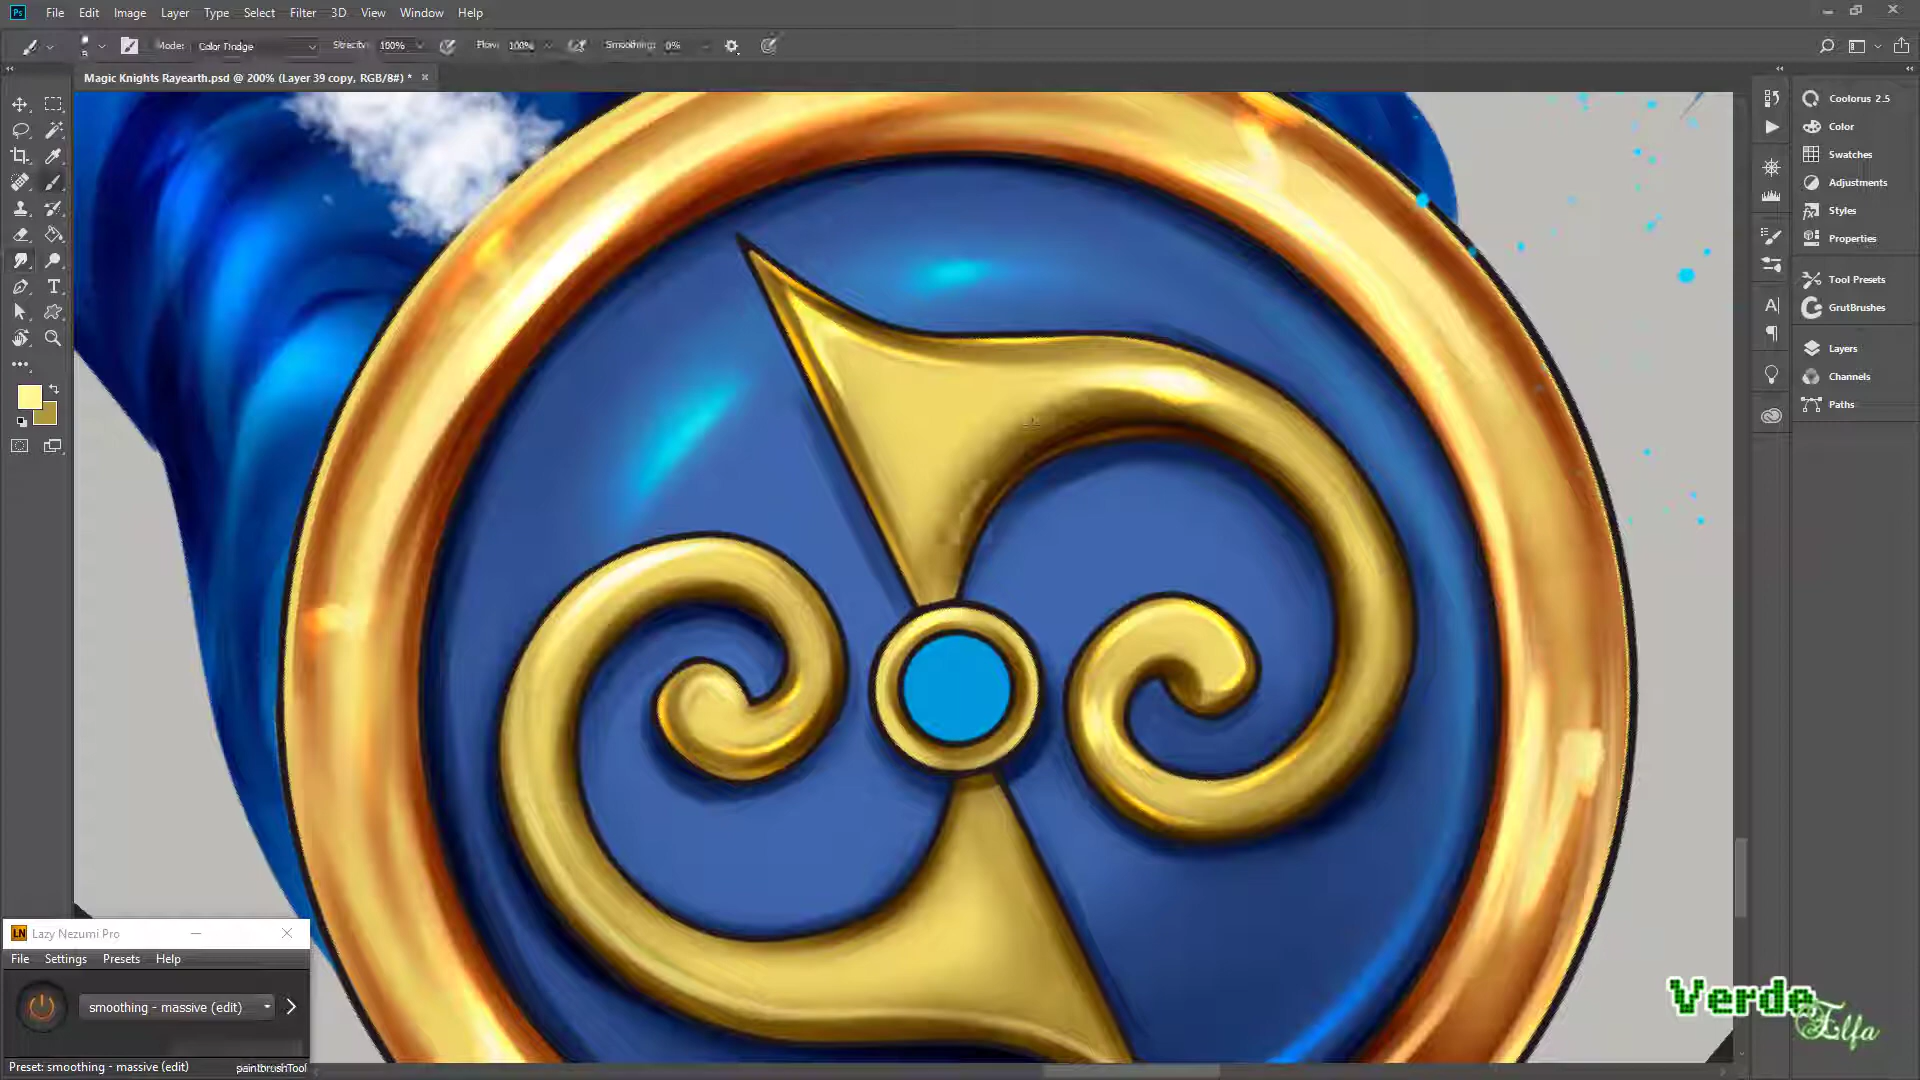 Ps File Edit Image Layer Type Select Filter 3D View Window Help
Mode: Color Dodge 100% Flow: 100% Smoothing: 0%
Magic Knights Rayearth.psd @ 200% (Layer 39 copy, RGB/8#) *
Coolorus 2.5
Color
Swatches
Adjustments
Styles
Properties
Tool Presets
GrutBrushes
Layers
Channels
Paths
LN Lazy Nezumi Pro
File Settings Presets Help
smoothing - massive (edit)
Preset: smoothing - massive (edit) paintbrushTool
Verde
Elfa